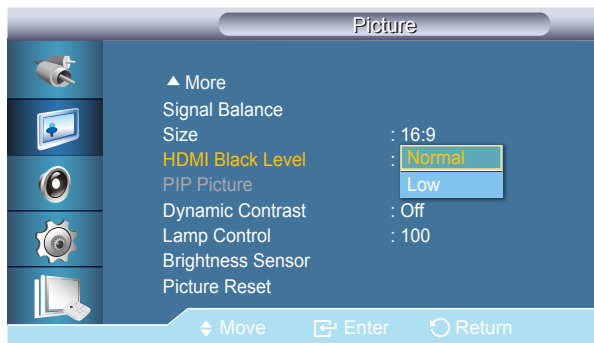 Picture
▲ More
Signal Balance
Size : 16:9
HDMI Black Level : Normal
PIP Picture Low
Dynamic Contrast : Off
Lamp Control : 100
Brightness Sensor
Picture Reset
Move Enter Return